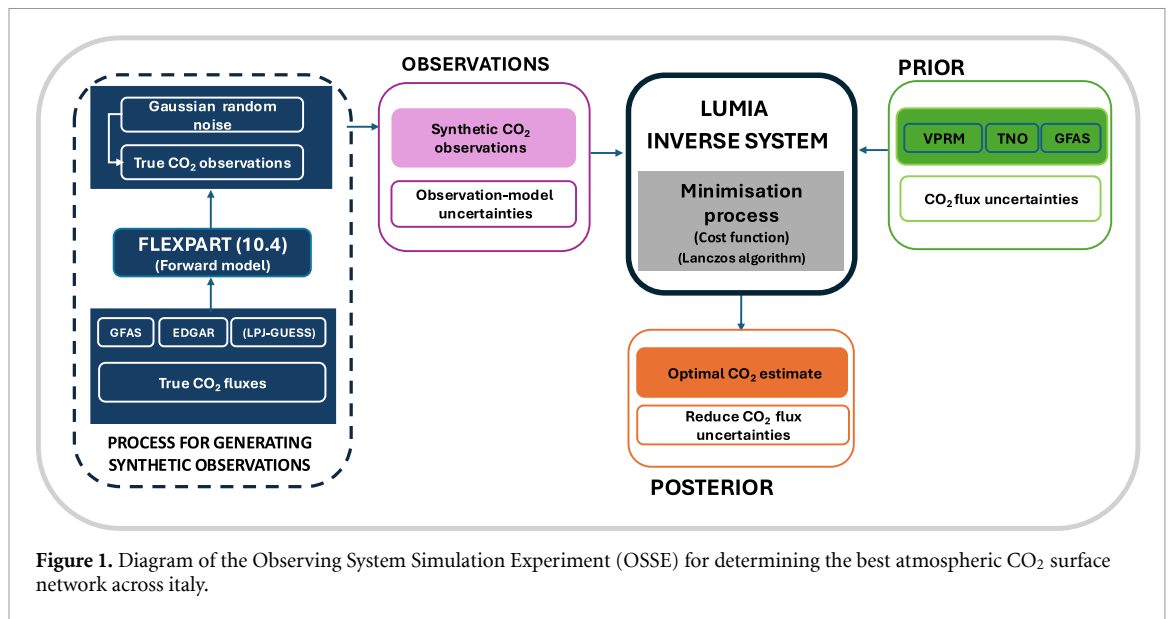 OBSERVATIONS
PRIOR
Gaussian random
noise
True CO₂ observations
FLEXPART (10.4)
(Forward model)
GFAS
EDGAR
(LPJ-GUESS)
True CO₂ fluxes
PROCESS FOR GENERATING
SYNTHETIC OBSERVATIONS
Synthetic CO₂
observations
Observation-model
uncertainties
LUMIA
INVERSE SYSTEM
Minimisation
process
(Cost function)
(Lanczos algorithm)
VPRM
TNO
GFAS
CO₂ flux uncertainties
Optimal CO₂ estimate
Reduce CO₂ flux
uncertainties
POSTERIOR
Figure 1. Diagram of the Observing System Simulation Experiment (OSSE) for determining the best atmospheric CO₂ surface
network across italy.